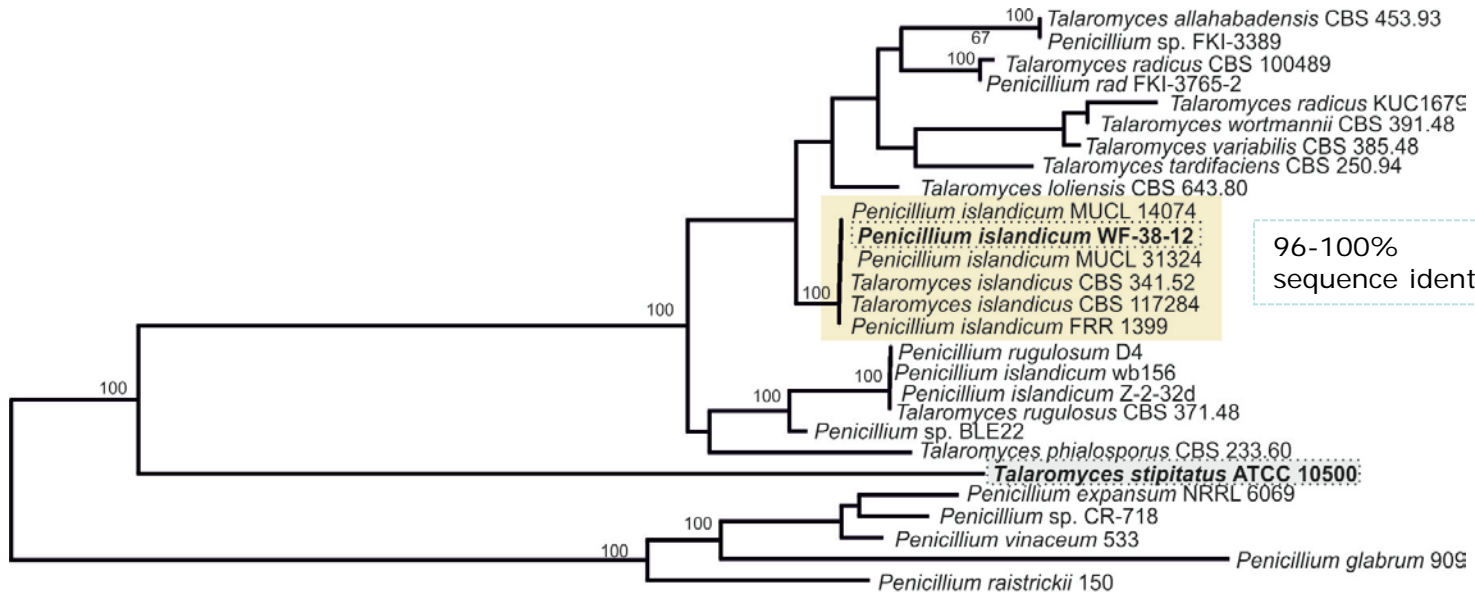 100
Talaromyces allahabadensis CBS 453.93
67
Penicillium sp. FKI-3389
100
Talaromyces radicus CBS 100489
Penicillium rad FKI-3765-2
Talaromyces radicus KUC1679
Talaromyces wortmannii CBS 391.48
Talaromyces variabilis CBS 385.48
Talaromyces tardifaciens CBS 250.94
Talaromyces loliensis CBS 643.80
Penicillium islandicum MUCL 14074
Penicillium islandicum WF-38-12
Penicillium islandicum MUCL 31324
Talaromyces islandicus CBS 341.52
100
Talaromyces islandicus CBS 117284
Penicillium islandicum FRR 1399
96-100%
sequence ident
100
Penicillium rugulosum D4
100
Penicillium islandicum wb156
100
Penicillium islandicum Z-2-32d
Talaromyces rugulosus CBS 371.48
Penicillium sp. BLE22
Talaromyces phialosporus CBS 233.60
100
Talaromyces stipitatus ATCC 10500
Penicillium expansum NRRL 6069
Penicillium sp. CR-718
100
Penicillium vinaceum 533
100
Penicillium glabrum 909
Penicillium raistrickii 150